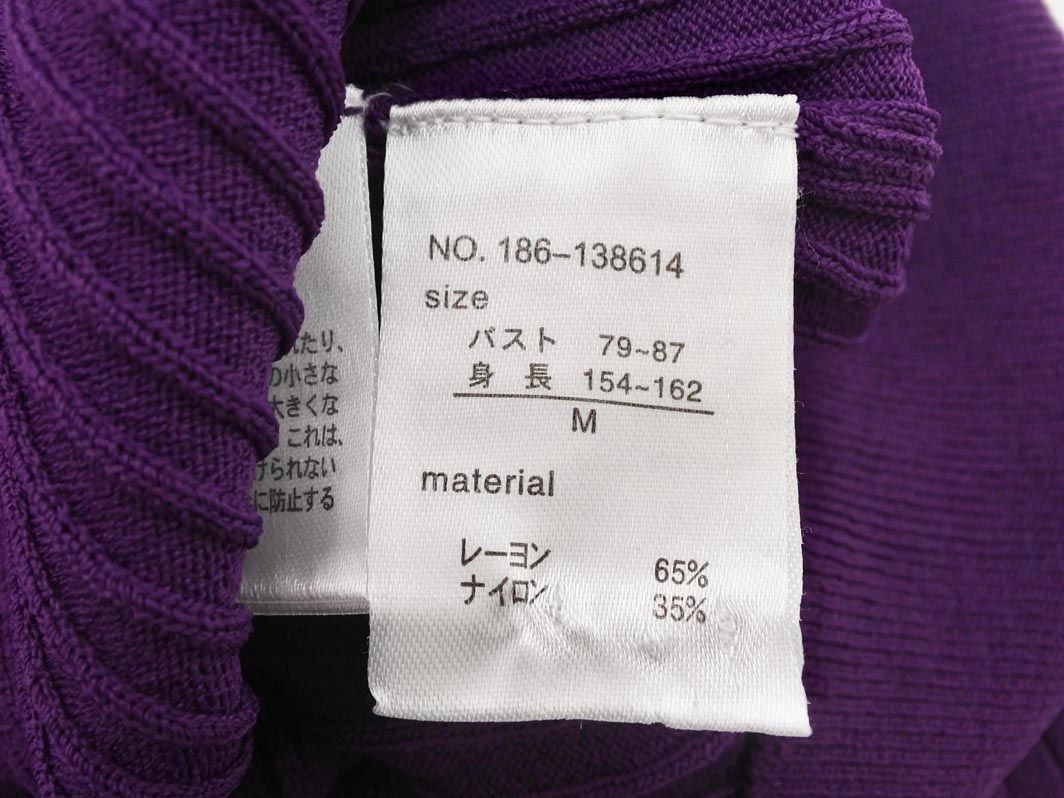 NO. 186-138614
size
バスト 79~87
身 長 154~162
M
material
レーヨン 65%
ナイロン 35%
たり、
の小さな
大きくな
これは、
けられない
に防止する